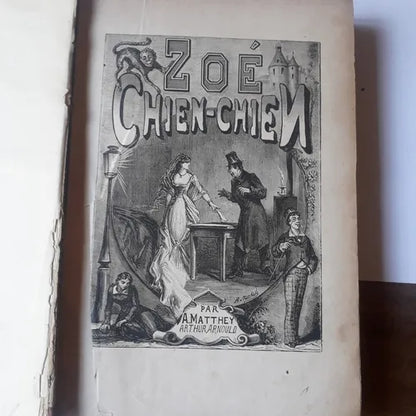 ZOÉ
CHIEN-CHIEN
PAR
A. MATTHEY
ARTHUR ARNOULD